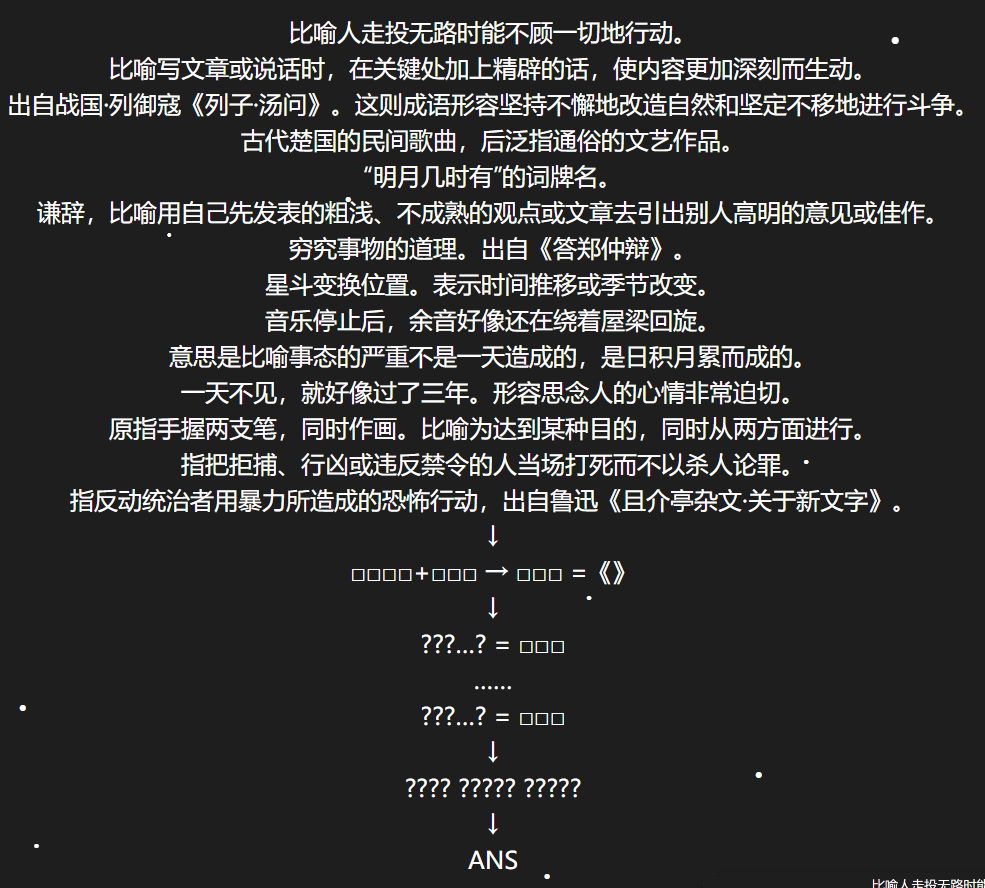 比喻人走投无路时能不顾一切地行动。
比喻写文章或说话时，在关键处加上精辟的话，使内容更加深刻而生动。
出自战国·列御寇《列子·汤问》。这则成语形容坚持不懈地改造自然和坚定不移地进行斗争。
古代楚国的民间歌曲，后泛指通俗的文艺作品。
“明月几时有”的词牌名。
谦辞，比喻用自己先发表的粗浅、不成熟的观点或文章去引出别人高明的意见或佳作。
穷究事物的道理。出自《答郑仲辩》。
星斗变换位置。表示时间推移或季节改变。
音乐停止后，余音好像还在绕着屋梁回旋。
意思是比喻事态的严重不是一天造成的，是日积月累而成的。
一天不见，就好像过了三年。形容思念人的心情非常迫切。
原指手握两支笔，同时作画。比喻为达到某种目的，同时从两方面进行。
指把拒捕、行凶或违反禁令的人当场打死而不以杀人论罪。
指反动统治者用暴力所造成的恐怖行动，出自鲁迅《且介亭杂文·关于新文字》。
↓
□□□□+□□□ → □□□ =《》
↓
???...? = □□□
......
???...? = □□□
↓
???? ????? ?????
↓
ANS
比喻人走投无路时能